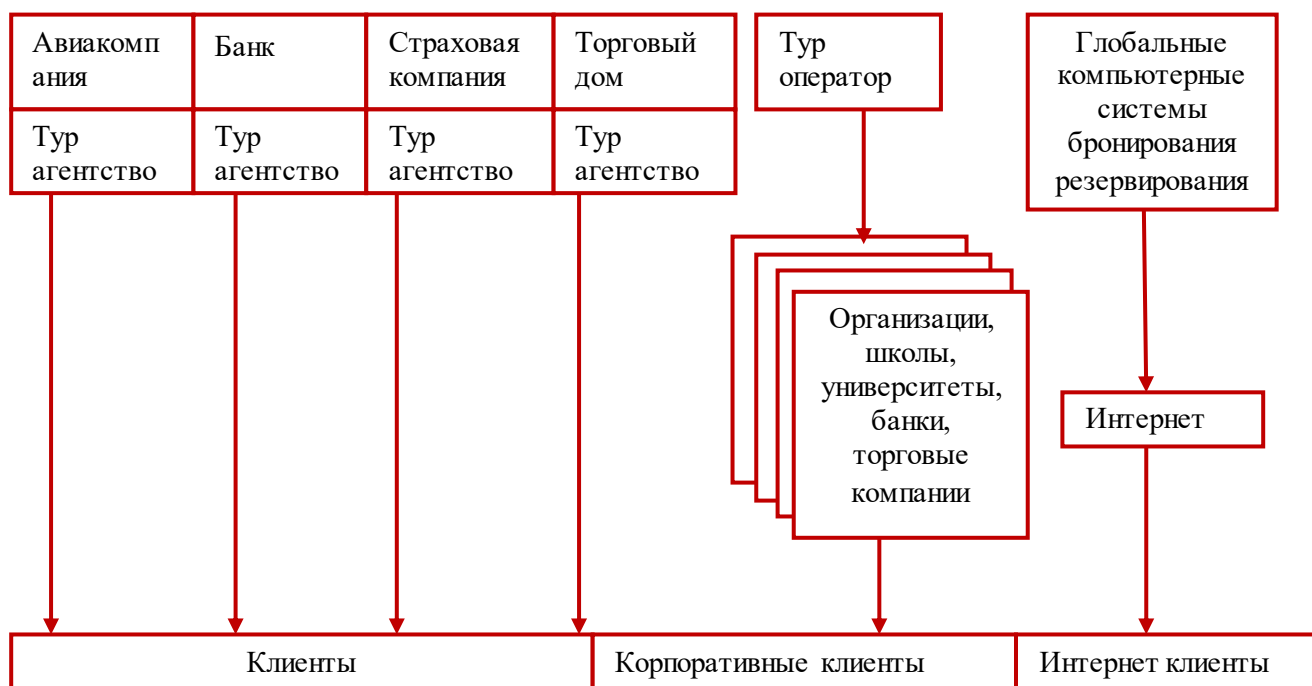 Авиакомп
ания
Банк
Страховая
компания
Торговый
дом
Тур
оператор
Глобальные
компьютерные
системы
бронирования
резервирования
Тур
агентство
Тур
агентство
Тур
агентство
Тур
агентство
Организации,
школы,
университеты,
банки,
торговые
компании
Интернет
Клиенты
Корпоративные клиенты
Интернет клиенты